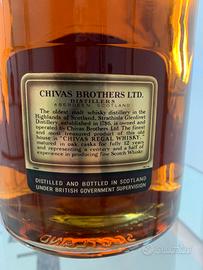 CHIVAS BROTHERS LTD.
DISTILLERS
ABERDEEN SCOTLAND
The oldest malt whisky distillery in the
Highlands of Scotland, Strathisla Glenlivet
Distillery, established in 1786, is owned and
operated by Chivas Brothers Ltd. The finest
and most treasured product of this old
house is "CHIVAS REGAL WHISKY,"
matured in oak casks for fully 12 years
and representing a century and a half of
experience in producing fine Scotch Whisky
DISTILLED AND BOTTLED IN SCOTLAND
UNDER BRITISH GOVERNMENT SUPERVISION